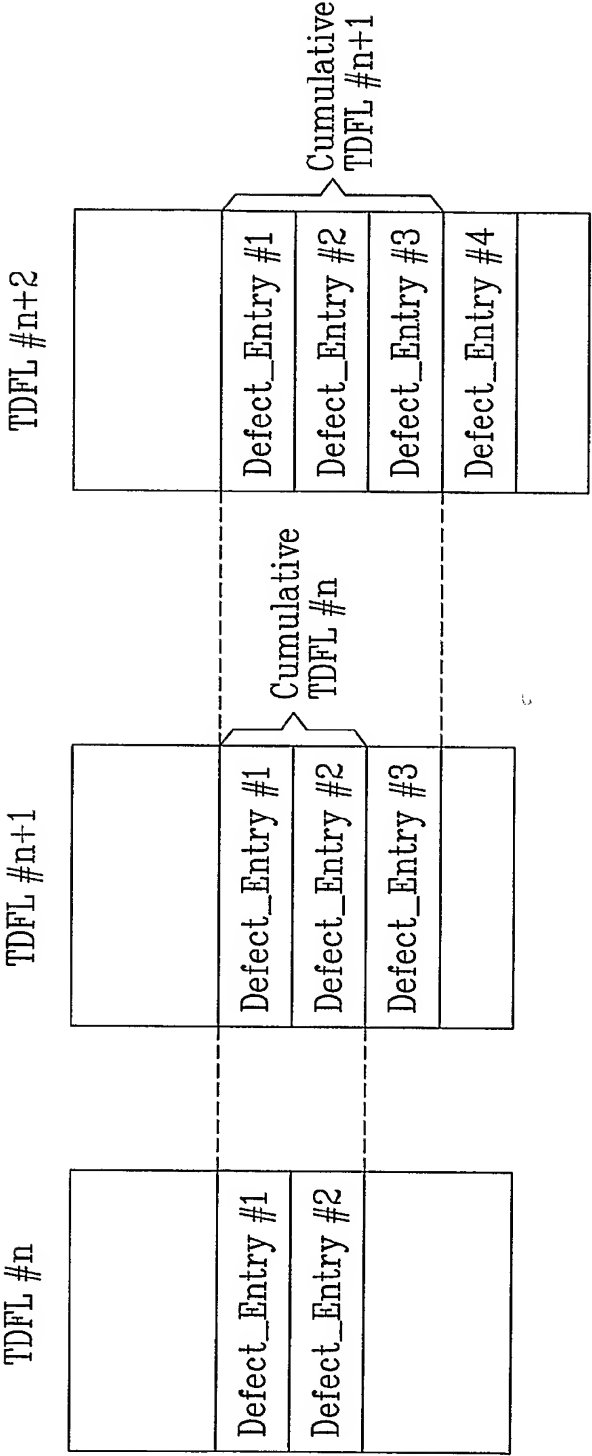 TDFL #n
Defect_Entry #1
Defect_Entry #2
TDFL #n+1
Defect_Entry #1
Defect_Entry #2
Defect_Entry #3
Cumulative
TDFL #n
TDFL #n+2
Defect_Entry #1
Defect_Entry #2
Defect_Entry #3
Defect_Entry #4
Cumulative
TDFL #n+1